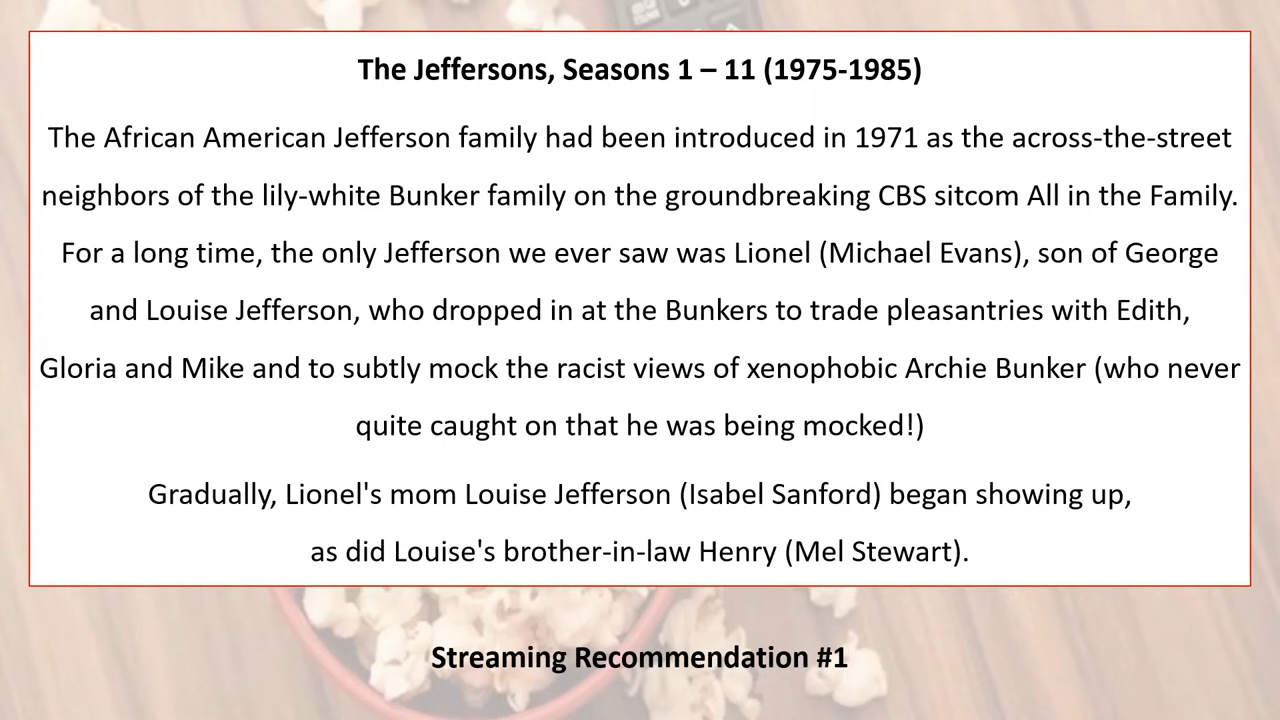 The Jeffersons, Seasons 1 – 11 (1975-1985)
The African American Jefferson family had been introduced in 1971 as the across-the-street
neighbors of the lily-white Bunker family on the groundbreaking CBS sitcom All in the Family.
For a long time, the only Jefferson we ever saw was Lionel (Michael Evans), son of George
and Louise Jefferson, who dropped in at the Bunkers to trade pleasantries with Edith,
Gloria and Mike and to subtly mock the racist views of xenophobic Archie Bunker (who never
quite caught on that he was being mocked!)
Gradually, Lionel's mom Louise Jefferson (Isabel Sanford) began showing up,
as did Louise's brother-in-law Henry (Mel Stewart).
Streaming Recommendation #1